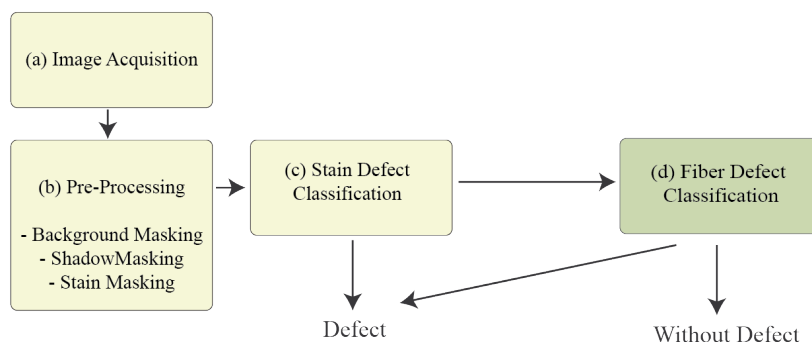 (a) Image Acquisition
(b) Pre-Processing
- Background Masking
- ShadowMasking
- Stain Masking
(c) Stain Defect
Classification
(d) Fiber Defect
Classification
Defect
Without Defect